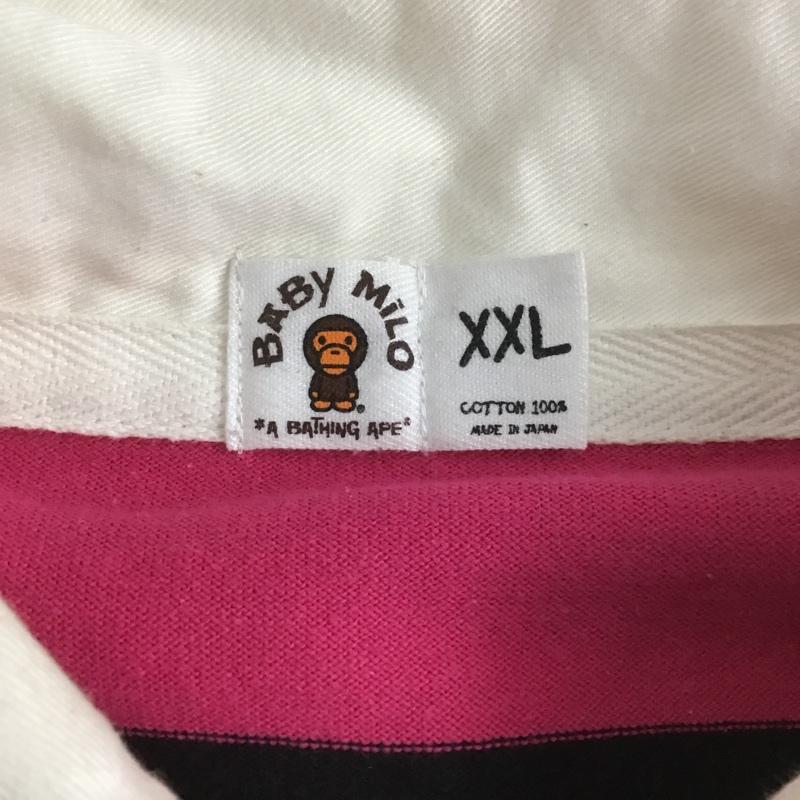 BABY MiLO
®
*A BATHING APE*
XXL
COTTON 100%
MADE IN JAPAN